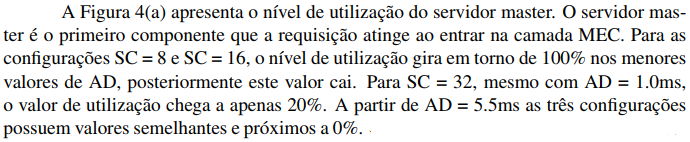 A Figura 4(a) apresenta o nível de utilização do servidor master. O servidor mas-
ter é o primeiro componente que a requisição atinge ao entrar na camada MEC. Para as
configurações SC = 8 e SC = 16, o nível de utilização gira em torno de 100% nos menores
valores de AD, posteriormente este valor cai. Para SC = 32, mesmo com AD = 1.0ms,
o valor de utilização chega a apenas 20%. A partir de AD = 5.5ms as três configurações
possuem valores semelhantes e próximos a 0%.